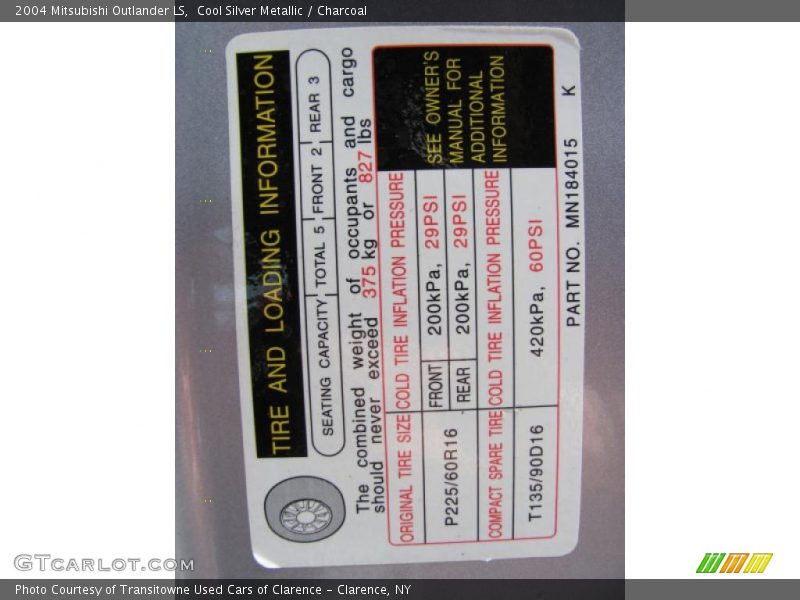 2004 Mitsubishi Outlander LS,  Cool Silver Metallic / Charcoal
TIRE AND LOADING INFORMATION
SEATING CAPACITY TOTAL 5 FRONT 2 REAR 3
The combined weight of occupants and cargo
should never exceed 375 kg or 827 lbs
ORIGINAL TIRE SIZE COLD TIRE INFLATION PRESSURE
SEE OWNER'S
MANUAL FOR
ADDITIONAL
INFORMATION
P225/60R16
FRONT 200kPa, 29PSI
REAR 200kPa, 29PSI
COMPACT SPARE TIRE COLD TIRE INFLATION PRESSURE
T135/90D16 420kPa, 60PSI
PART NO. MN184015 K
GTCARLOT.COM
Photo Courtesy of Transitowne Used Cars of Clarence - Clarence, NY